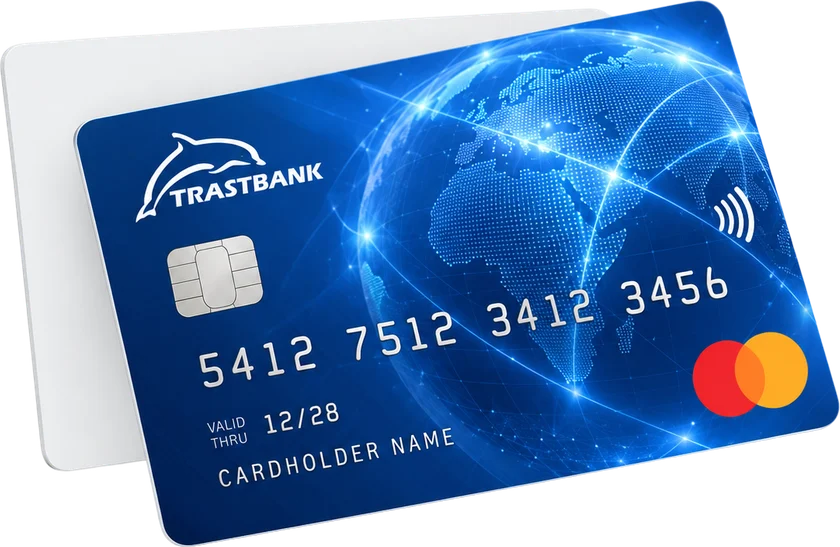 TRASTBANK
5412 7512 3412 3456
VALID
THRU
12/28
CARDHOLDER NAME